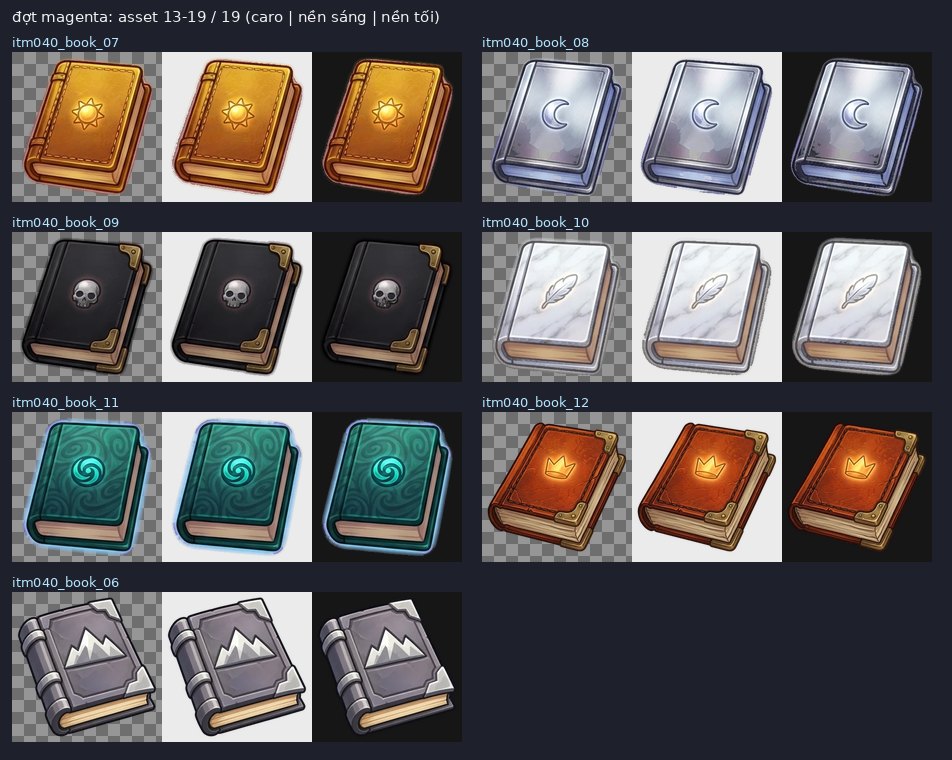 đợt magenta: asset 13-19 / 19 (caro | nền sáng | nền tối)
itm040_book_07
itm040_book_08
itm040_book_09
itm040_book_10
itm040_book_11
itm040_book_12
itm040_book_06